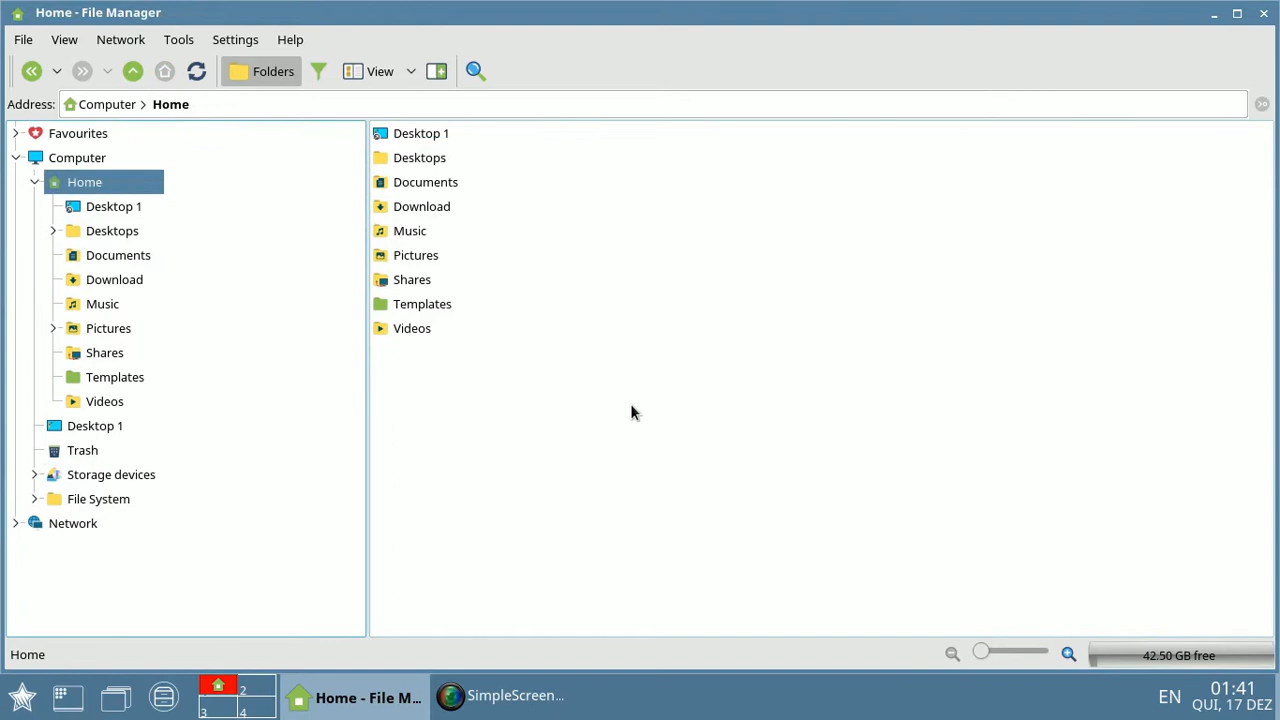 Home - File Manager
File View Network Tools Settings Help
Folders View
Address: Computer > Home
Favourites
Computer
Home
Desktop 1
Desktops
Documents
Download
Music
Pictures
Shares
Templates
Videos
Desktop 1
Trash
Storage devices
File System
Network
Desktop 1
Desktops
Documents
Download
Music
Pictures
Shares
Templates
Videos
Home
42.50 GB free
2
3 4
Home - File M...
SimpleScreen...
EN
01:41
QUI, 17 DEZ